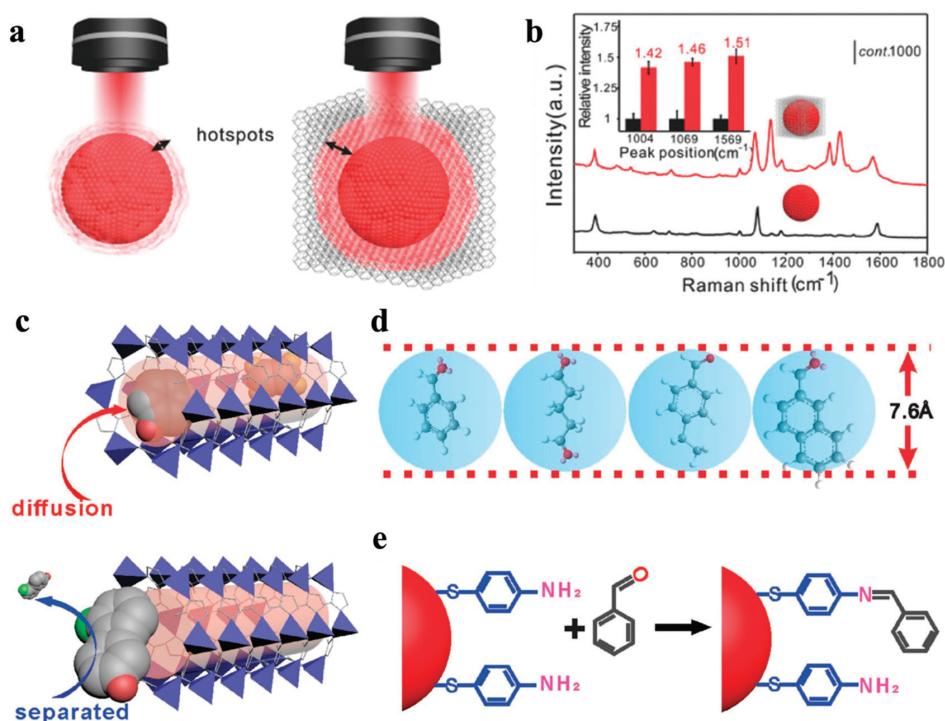 a
hotspots
b
Intensity(a.u.)
Relative intensity
1.75
1.5
1.25
1
1.42
1.46
1.51
1004
1069
1569
Peak position(cm⁻¹)
cont.1000
400
600
800
1000
1200
1400
1600
1800
Raman shift (cm⁻¹)
c
diffusion
separated
d
7.6Å
e
S
NH₂
S
NH₂
+
O
S
N
S
NH₂